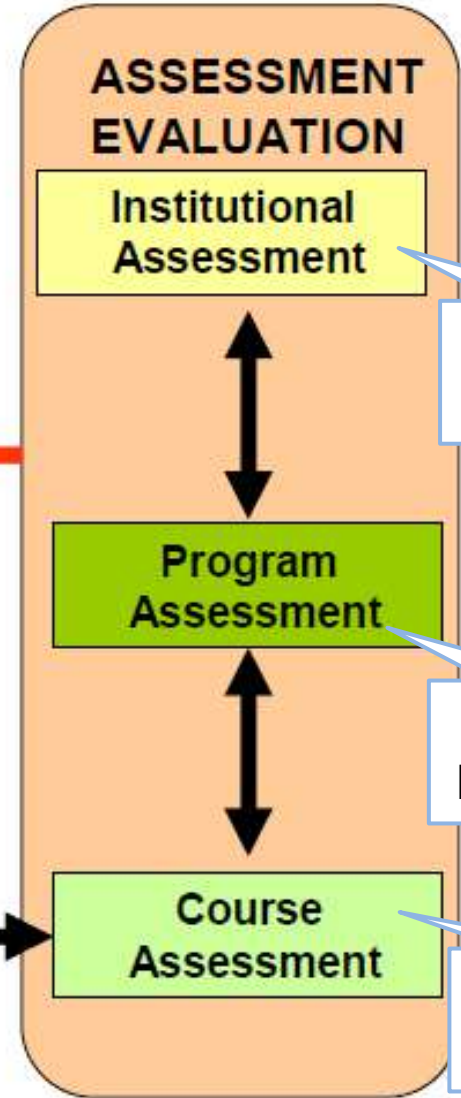 ASSESSMENT
EVALUATION
Institutional
Assessment
Program
Assessment
Course
Assessment